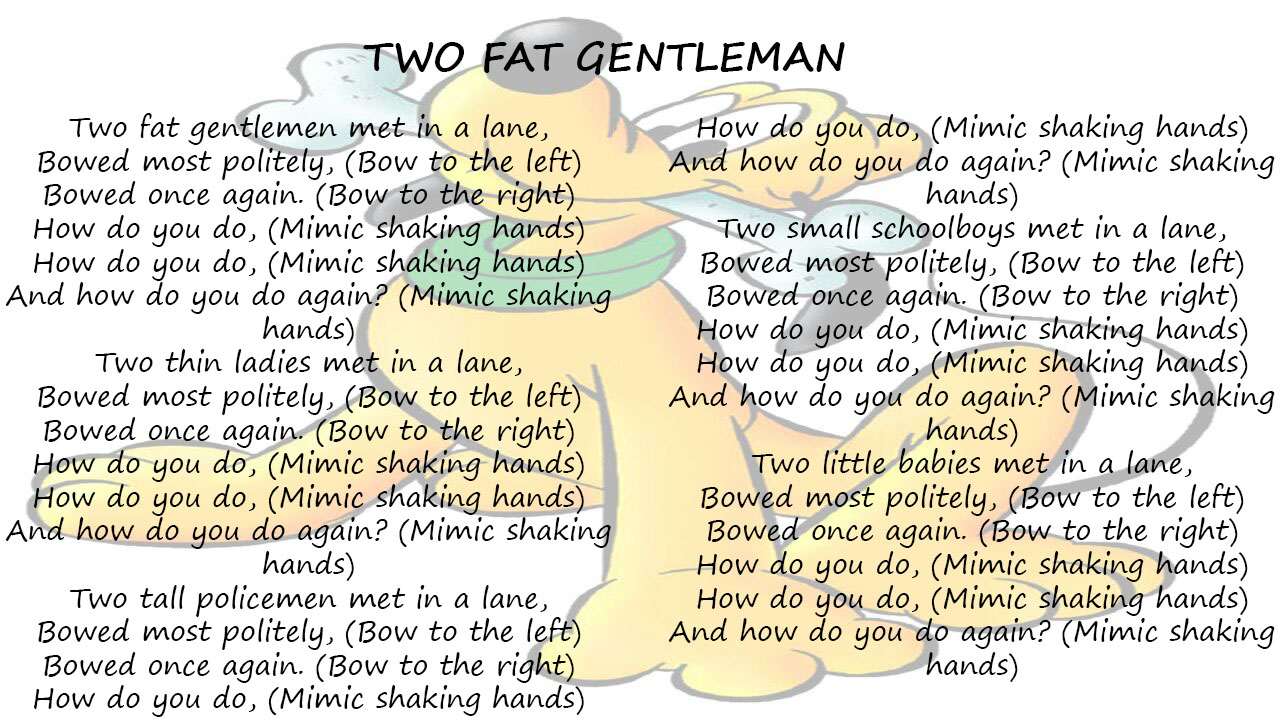 TWO FAT GENTLEMAN
Two fat gentlemen met in a lane,
Bowed most politely, (Bow to the left)
Bowed once again. (Bow to the right)
How do you do, (Mimic shaking hands)
How do you do, (Mimic shaking hands)
And how do you do again? (Mimic shaking
hands)
Two thin ladies met in a lane,
Bowed most politely, (Bow to the left)
Bowed once again. (Bow to the right)
How do you do, (Mimic shaking hands)
How do you do, (Mimic shaking hands)
And how do you do again? (Mimic shaking
hands)
Two tall policemen met in a lane,
Bowed most politely, (Bow to the left)
Bowed once again. (Bow to the right)
How do you do, (Mimic shaking hands)
How do you do, (Mimic shaking hands)
And how do you do again? (Mimic shaking
hands)
Two small schoolboys met in a lane,
Bowed most politely, (Bow to the left)
Bowed once again. (Bow to the right)
How do you do, (Mimic shaking hands)
How do you do, (Mimic shaking hands)
And how do you do again? (Mimic shaking
hands)
Two little babies met in a lane,
Bowed most politely, (Bow to the left)
Bowed once again. (Bow to the right)
How do you do, (Mimic shaking hands)
How do you do, (Mimic shaking hands)
And how do you do again? (Mimic shaking
hands)